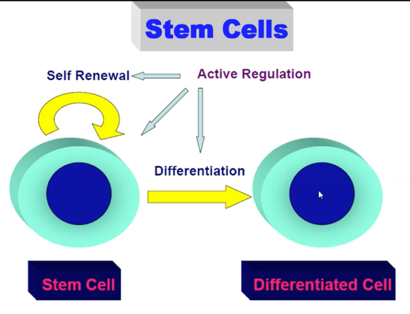 Stem Cells
Self Renewal
Active Regulation
Differentiation
Stem Cell
Differentiated Cell